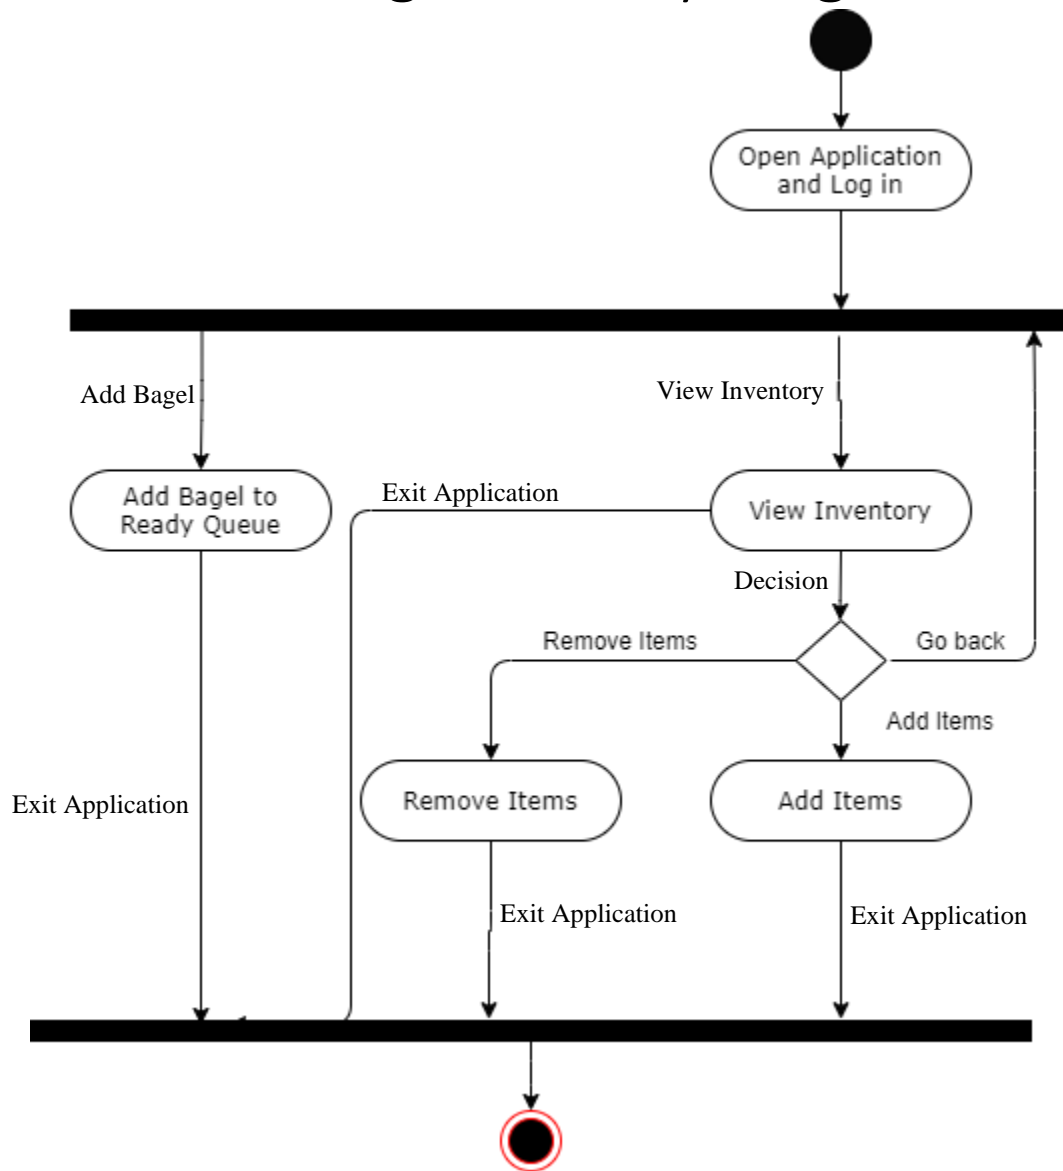 Open Application
and Log in
Add Bagel
View Inventory
Add Bagel to
Ready Queue
Exit Application
View Inventory
Decision
Remove Items
Go back
Add Items
Exit Application
Remove Items
Add Items
Exit Application
Exit Application